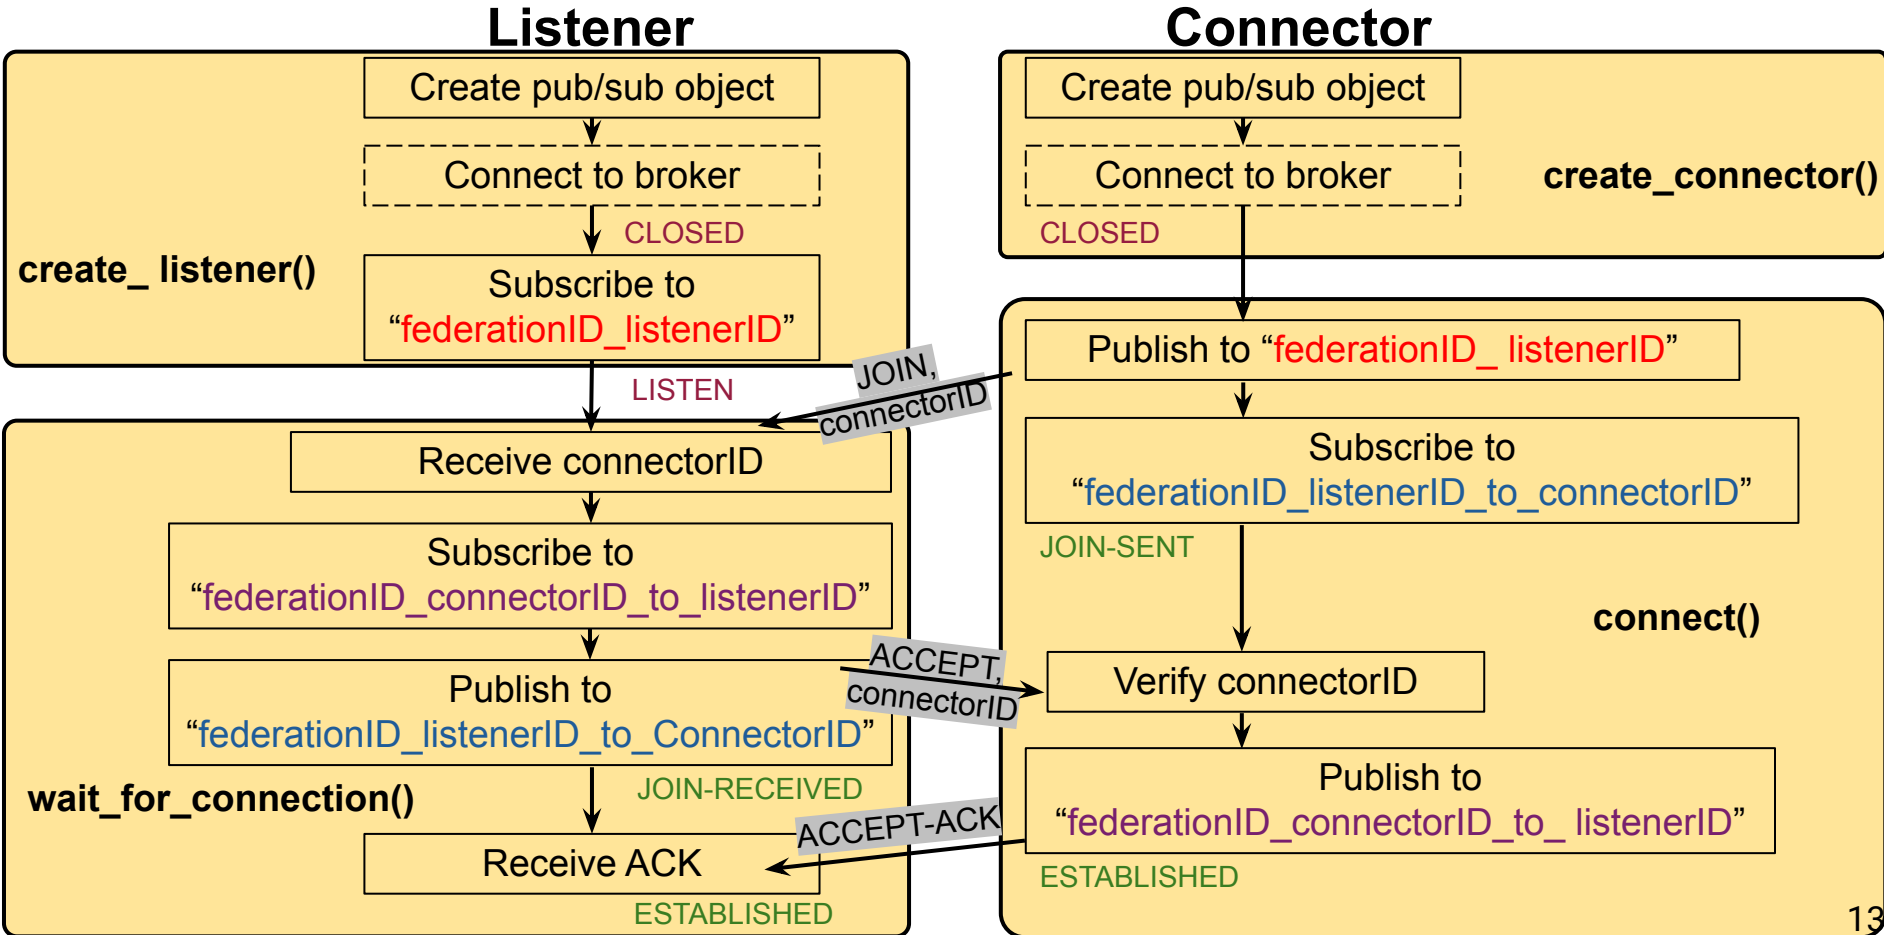 Listener
Create pub/sub object
Connect to broker
CLOSED
create_ listener()
Subscribe to
“federationID_listenerID”
LISTEN
Receive connectorID
Subscribe to
“federationID_connectorID_to_listenerID”
Publish to
“federationID_listenerID_to_ConnectorID”
JOIN-RECEIVED
wait_for_connection()
Receive ACK
ESTABLISHED
JOIN,
connectorID
ACCEPT,
connectorID
ACCEPT-ACK
Connector
Create pub/sub object
Connect to broker
create_connector()
CLOSED
Publish to “federationID_ listenerID”
Subscribe to
“federationID_listenerID_to_connectorID”
JOIN-SENT
connect()
Verify connectorID
Publish to
“federationID_connectorID_to_ listenerID”
ESTABLISHED
13